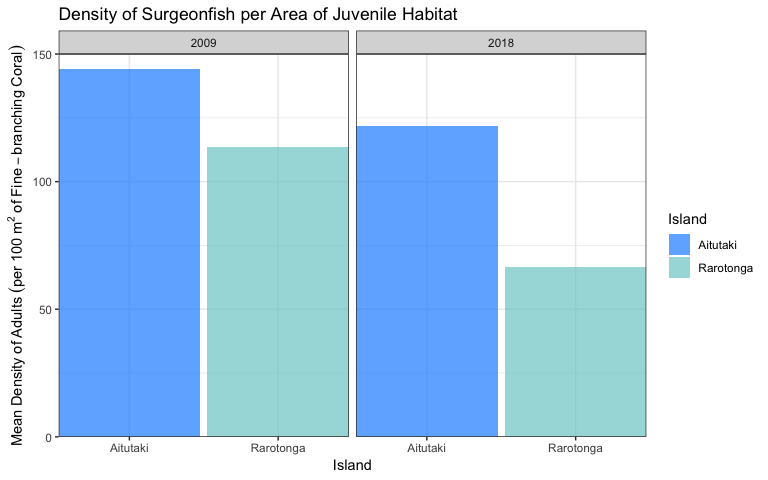 Density of Surgeonfish per Area of Juvenile Habitat
2009
2018
Mean Density of Adults (per 100 m² of Fine − branching Coral)
150
100
50
0
Aitutaki
Rarotonga
Aitutaki
Rarotonga
Island
Island
Aitutaki
Rarotonga